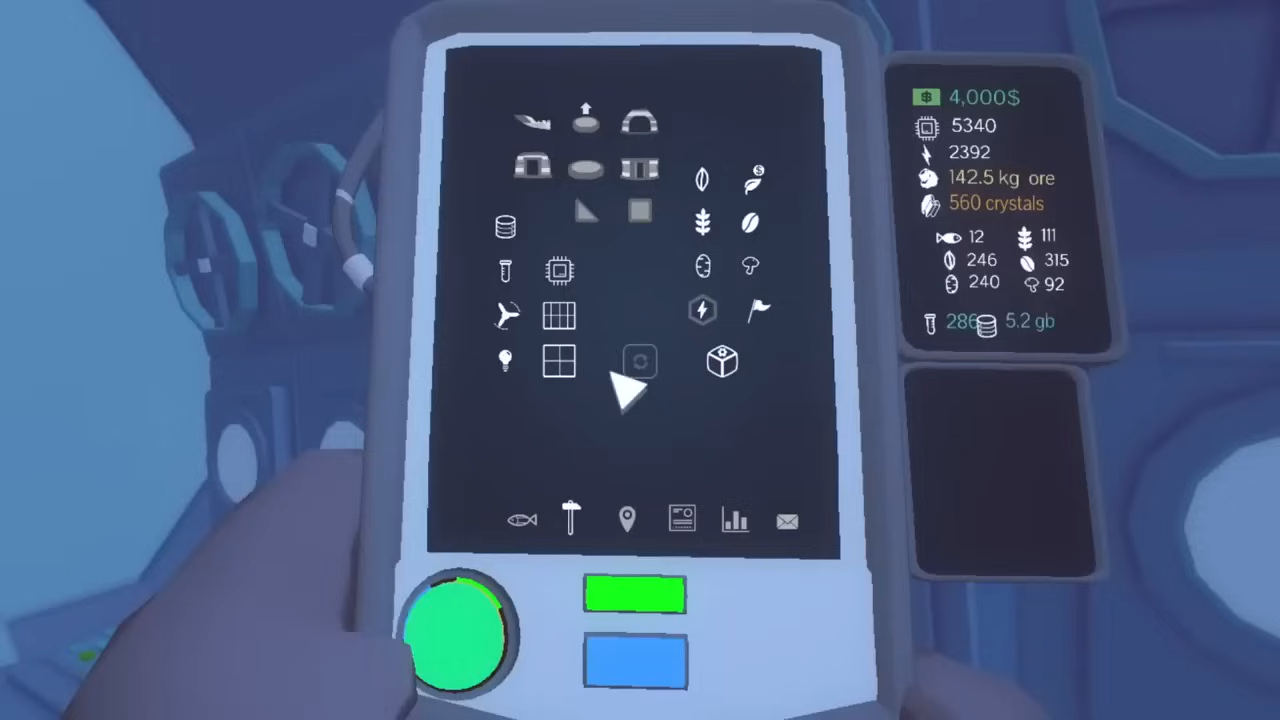 4,000$
5340
2392
142.5 kg ore
560 crystals
12 111
246 315
240 92
286 5.2 gb